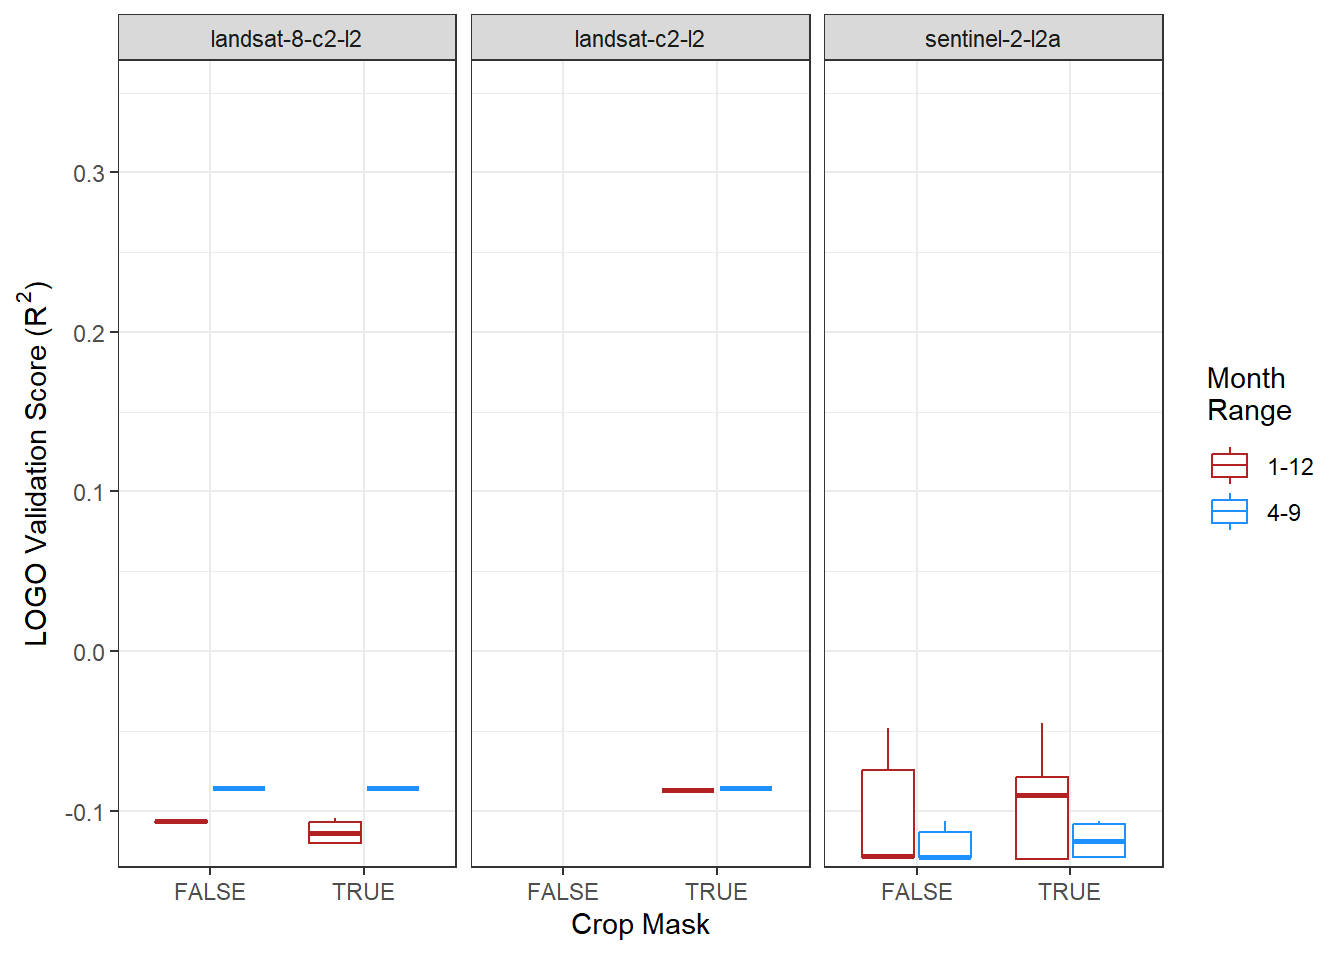 landsat-8-c2-l2
landsat-c2-l2
sentinel-2-l2a
LOGO Validation Score (R²)
0.3
0.2
0.1
0.0
-0.1
FALSE
TRUE
FALSE
TRUE
FALSE
TRUE
Crop Mask
Month
Range
1-12
4-9